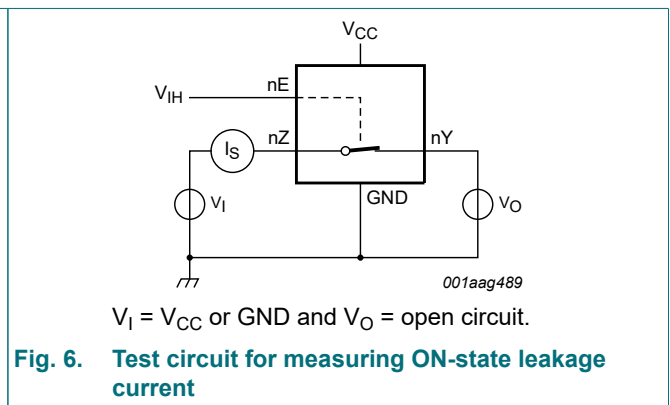 VCC
VIH
nE
IS
nZ
nY
VI
GND
VO
001aag489
VI = VCC or GND and VO = open circuit.
Fig. 6. Test circuit for measuring ON-state leakage
current